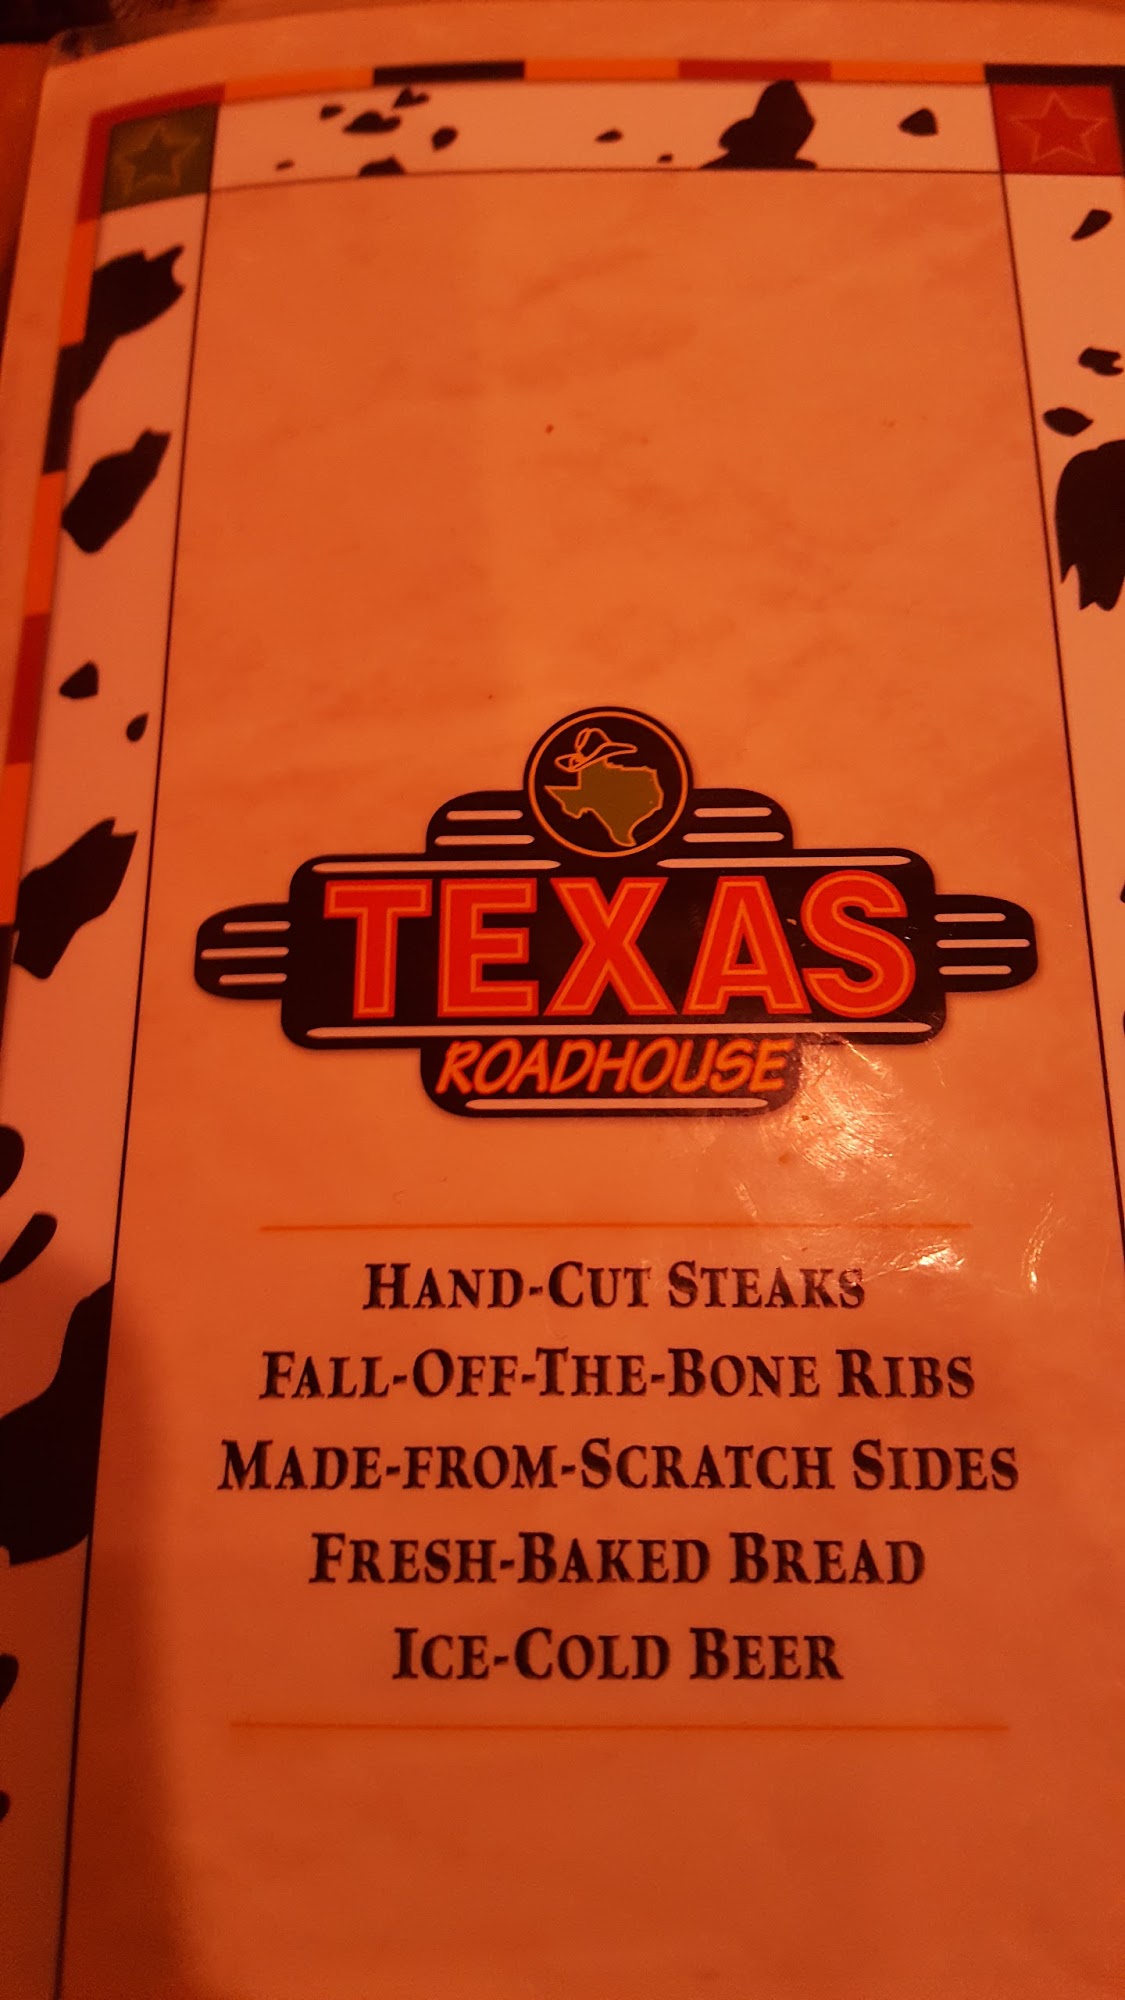 TEXAS
ROADHOUSE
HAND-CUT STEAKS
FALL-OFF-THE-BONE RIBS
MADE-FROM-SCRATCH SIDES
FRESH-BAKED BREAD
ICE-COLD BEER